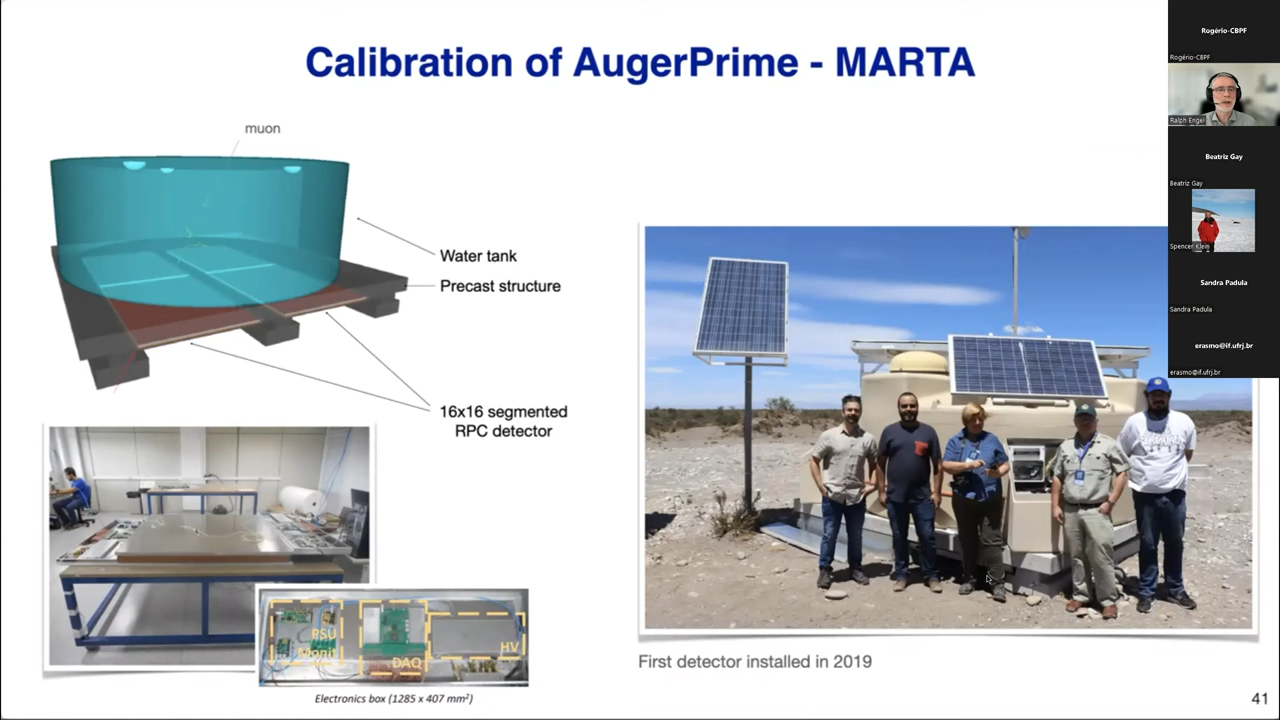 Calibration of AugerPrime - MARTA
muon
Water tank
Precast structure
16x16 segmented
RPC detector
PSU
Monit
DAQ
HV
Electronics box (1285 x 407 mm²)
First detector installed in 2019
41
Rogério-CBPF
Rogério-CBPF
Ralph Engel
Beatriz Gay
Beatriz Gay
Spencer Klein
Sandra Padula
Sandra Padula
erasmo@if.ufrj.br
erasmo@if.ufrj.br